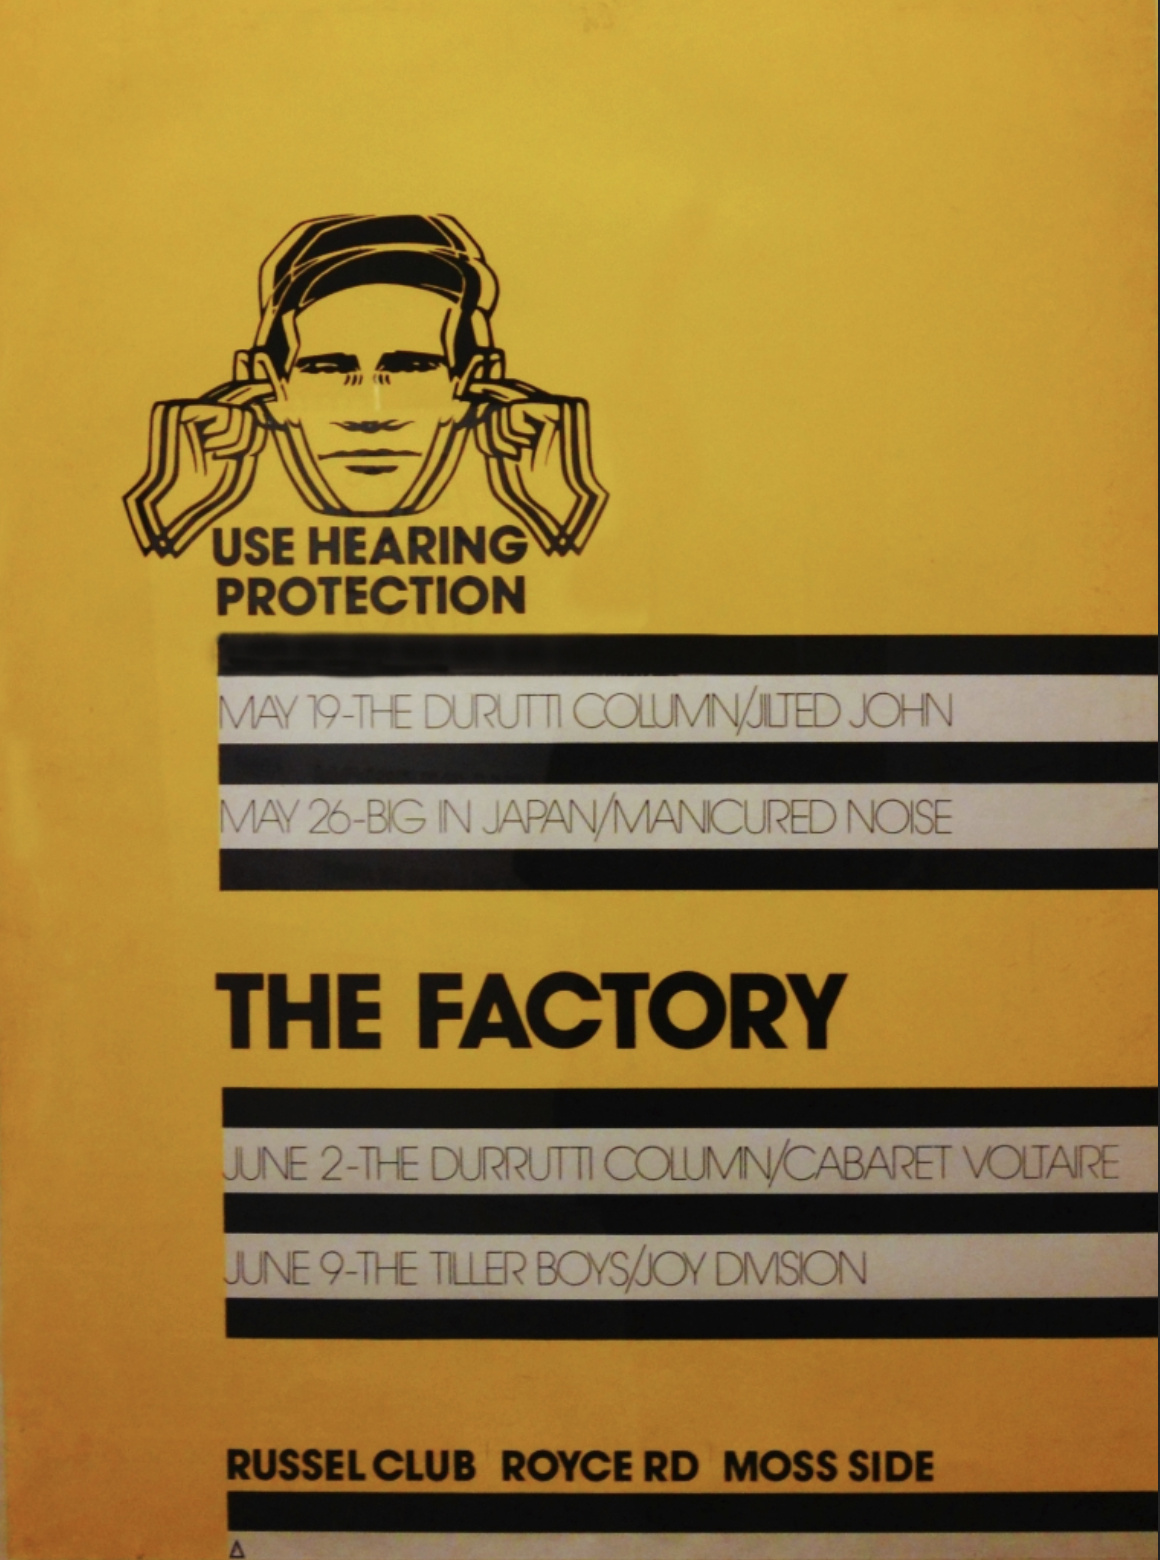 USE HEARING
PROTECTION
MAY 19-THE DURUTTI COLUMN/JILTED JOHN
MAY 26-BIG IN JAPAN/MANICURED NOISE
THE FACTORY
JUNE 2-THE DURRUTTI COLUMN/CABARET VOLTAIRE
JUNE 9-THE TILLER BOYS/JOY DIVISION
RUSSEL CLUB ROYCE RD MOSS SIDE